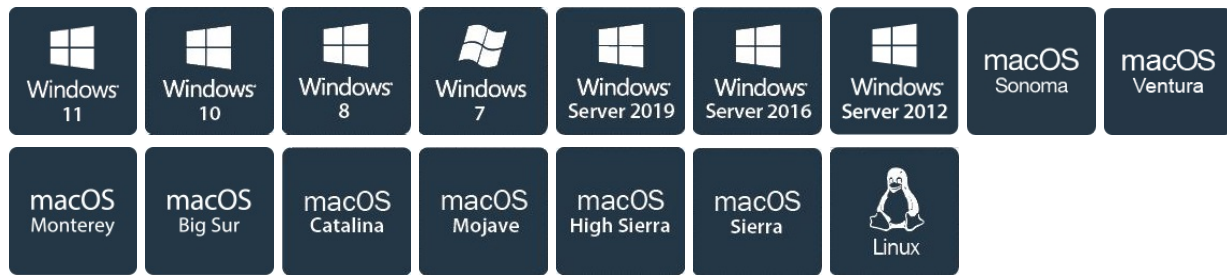 Windows
11
Windows
10
Windows
8
Windows
7
Windows
Server 2019
Windows
Server 2016
Windows
Server 2012
macOS
Sonoma
macOS
Ventura
macOS
Monterey
macOS
Big Sur
macOS
Catalina
macOS
Mojave
macOS
High Sierra
macOS
Sierra
Linux